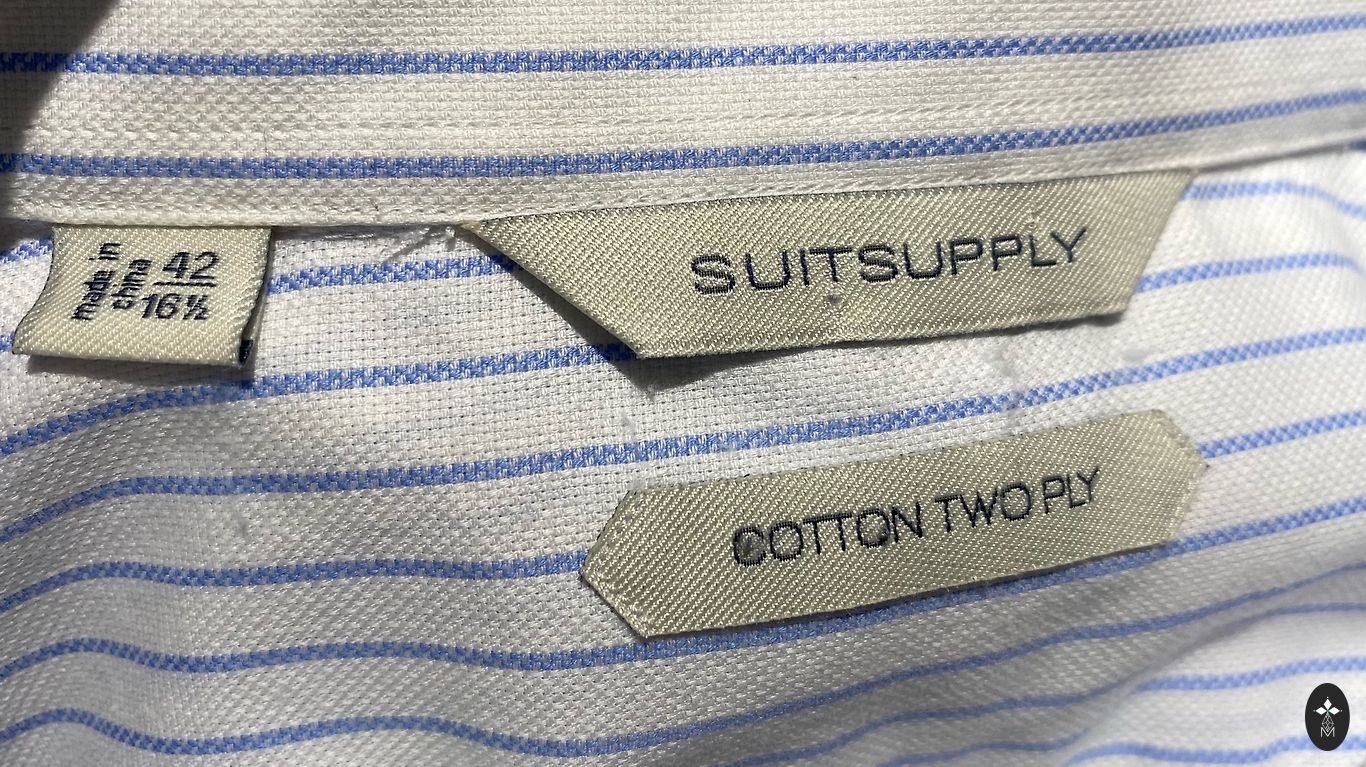 made in
china
42
16½
SUITSUPPLY
COTTON TWO PLY
M